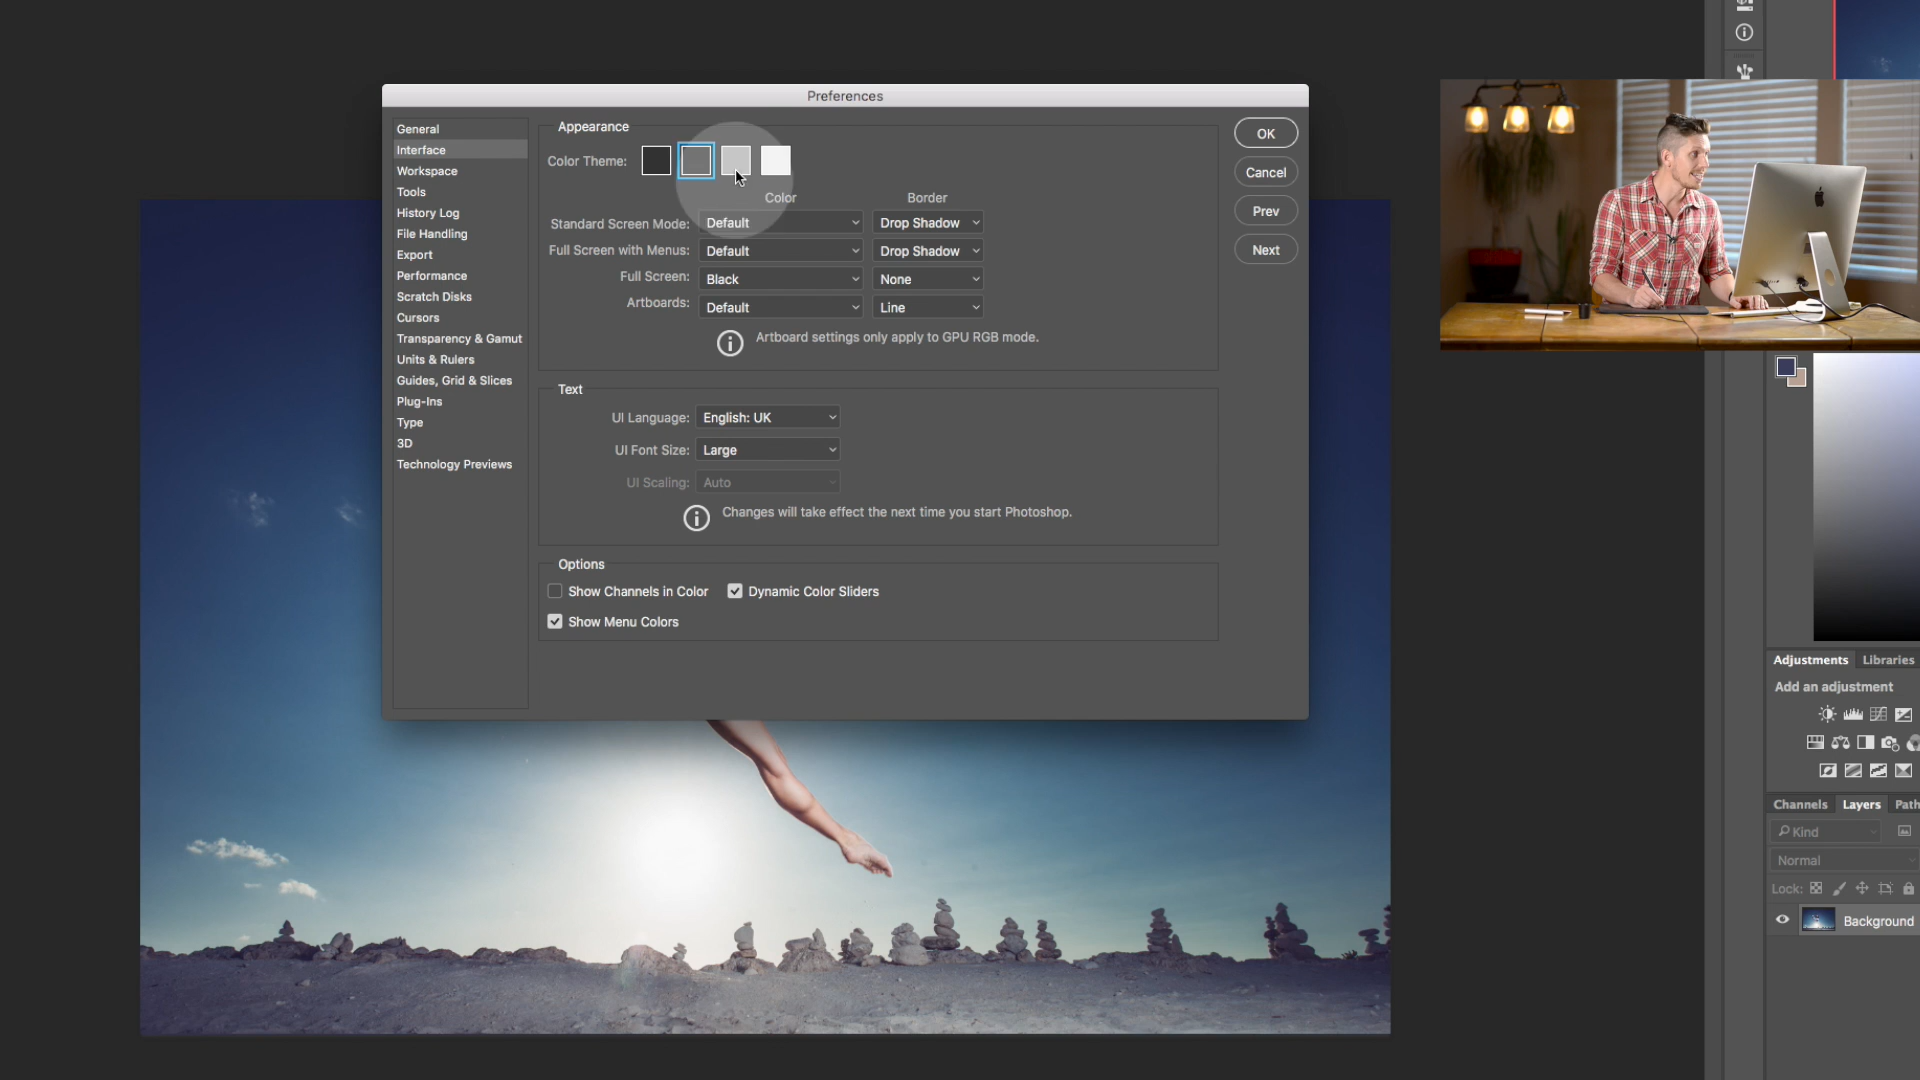 Preferences
General
Interface
Workspace
Tools
History Log
File Handling
Export
Performance
Scratch Disks
Cursors
Transparency & Gamut
Units & Rulers
Guides, Grid & Slices
Plug-Ins
Type
3D
Technology Previews
Appearance
Color Theme:
Color Border
Standard Screen Mode: Default Drop Shadow
Full Screen with Menus: Default Drop Shadow
Full Screen: Black None
Artboards: Default Line
Artboard settings only apply to GPU RGB mode.
Text
UI Language: English: UK
UI Font Size: Large
UI Scaling: Auto
Changes will take effect the next time you start Photoshop.
Options
Show Channels in Color Dynamic Color Sliders
Show Menu Colors
OK
Cancel
Prev
Next
Adjustments Libraries
Add an adjustment
Channels Layers Path
Kind
Normal
Lock:
Background